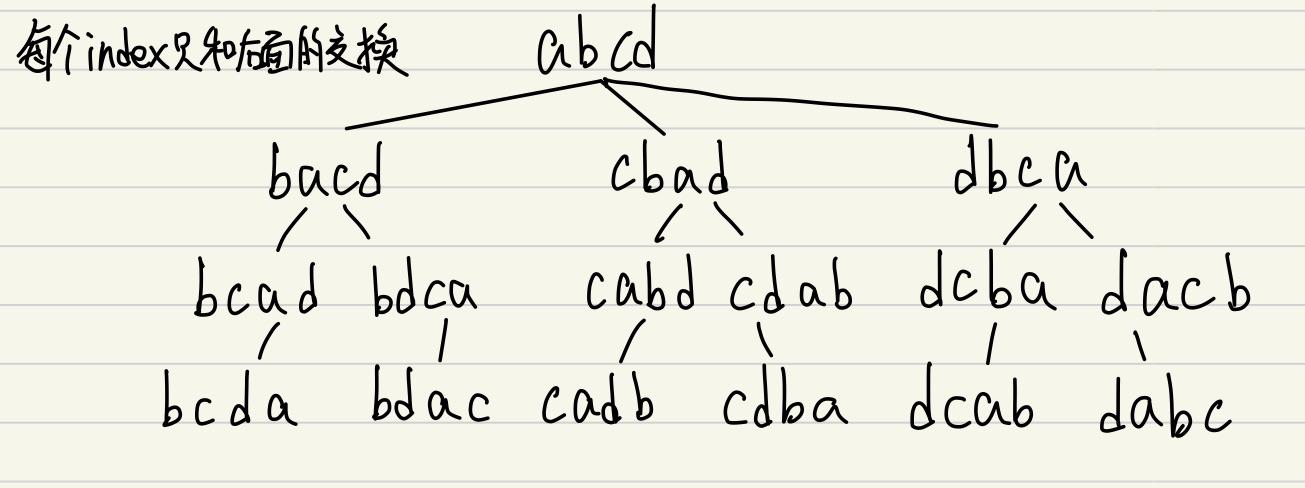 每个index只和后面的交换 abcd
bacd cbad dbca
bcad bdca cabd cdab dcba dacb
bcda bdac cadb cdba dcab dabc